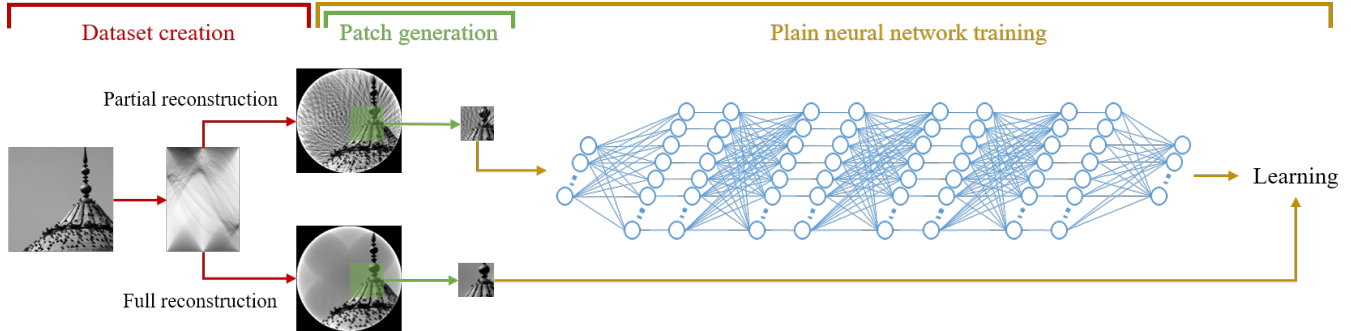 Dataset creation
Patch generation
Plain neural network training
Partial reconstruction
Learning
Full reconstruction